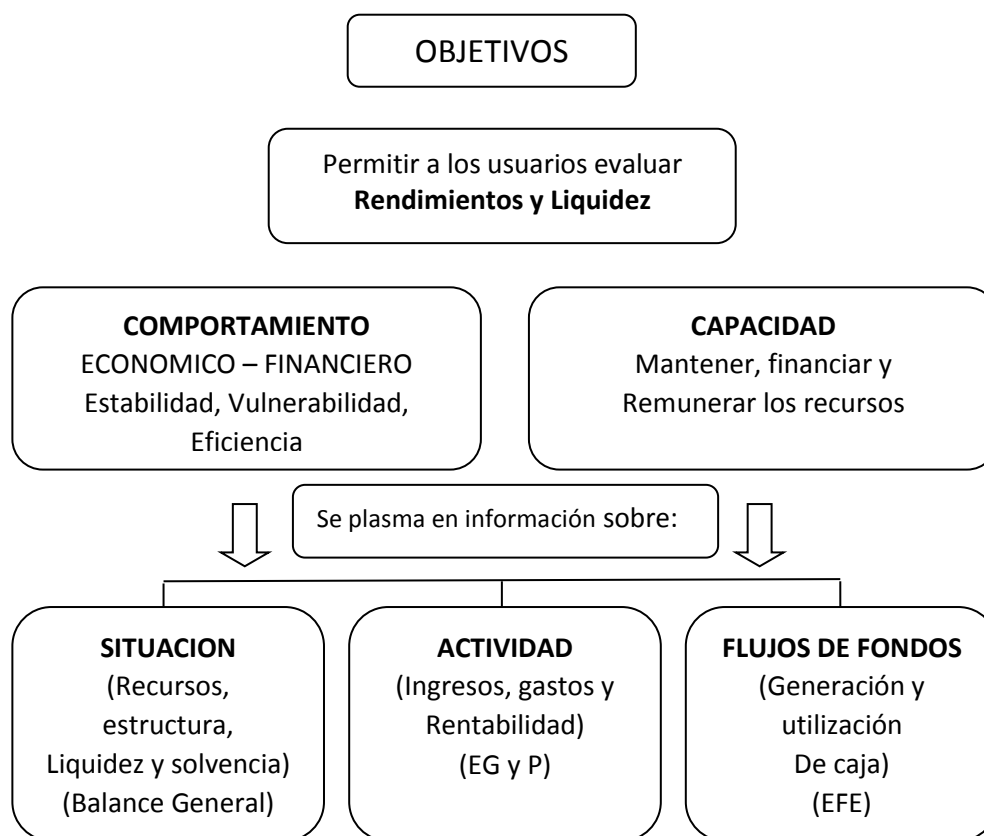 OBJETIVOS
Permitir a los usuarios evaluar
Rendimientos y Liquidez
COMPORTAMIENTO
ECONOMICO – FINANCIERO
Estabilidad, Vulnerabilidad,
Eficiencia
CAPACIDAD
Mantener, financiar y
Remunerar los recursos
Se plasma en información sobre:
SITUACION
(Recursos,
estructura,
Liquidez y solvencia)
(Balance General)
ACTIVIDAD
(Ingresos, gastos y
Rentabilidad)
(EG y P)
FLUJOS DE FONDOS
(Generación y
utilización
De caja)
(EFE)